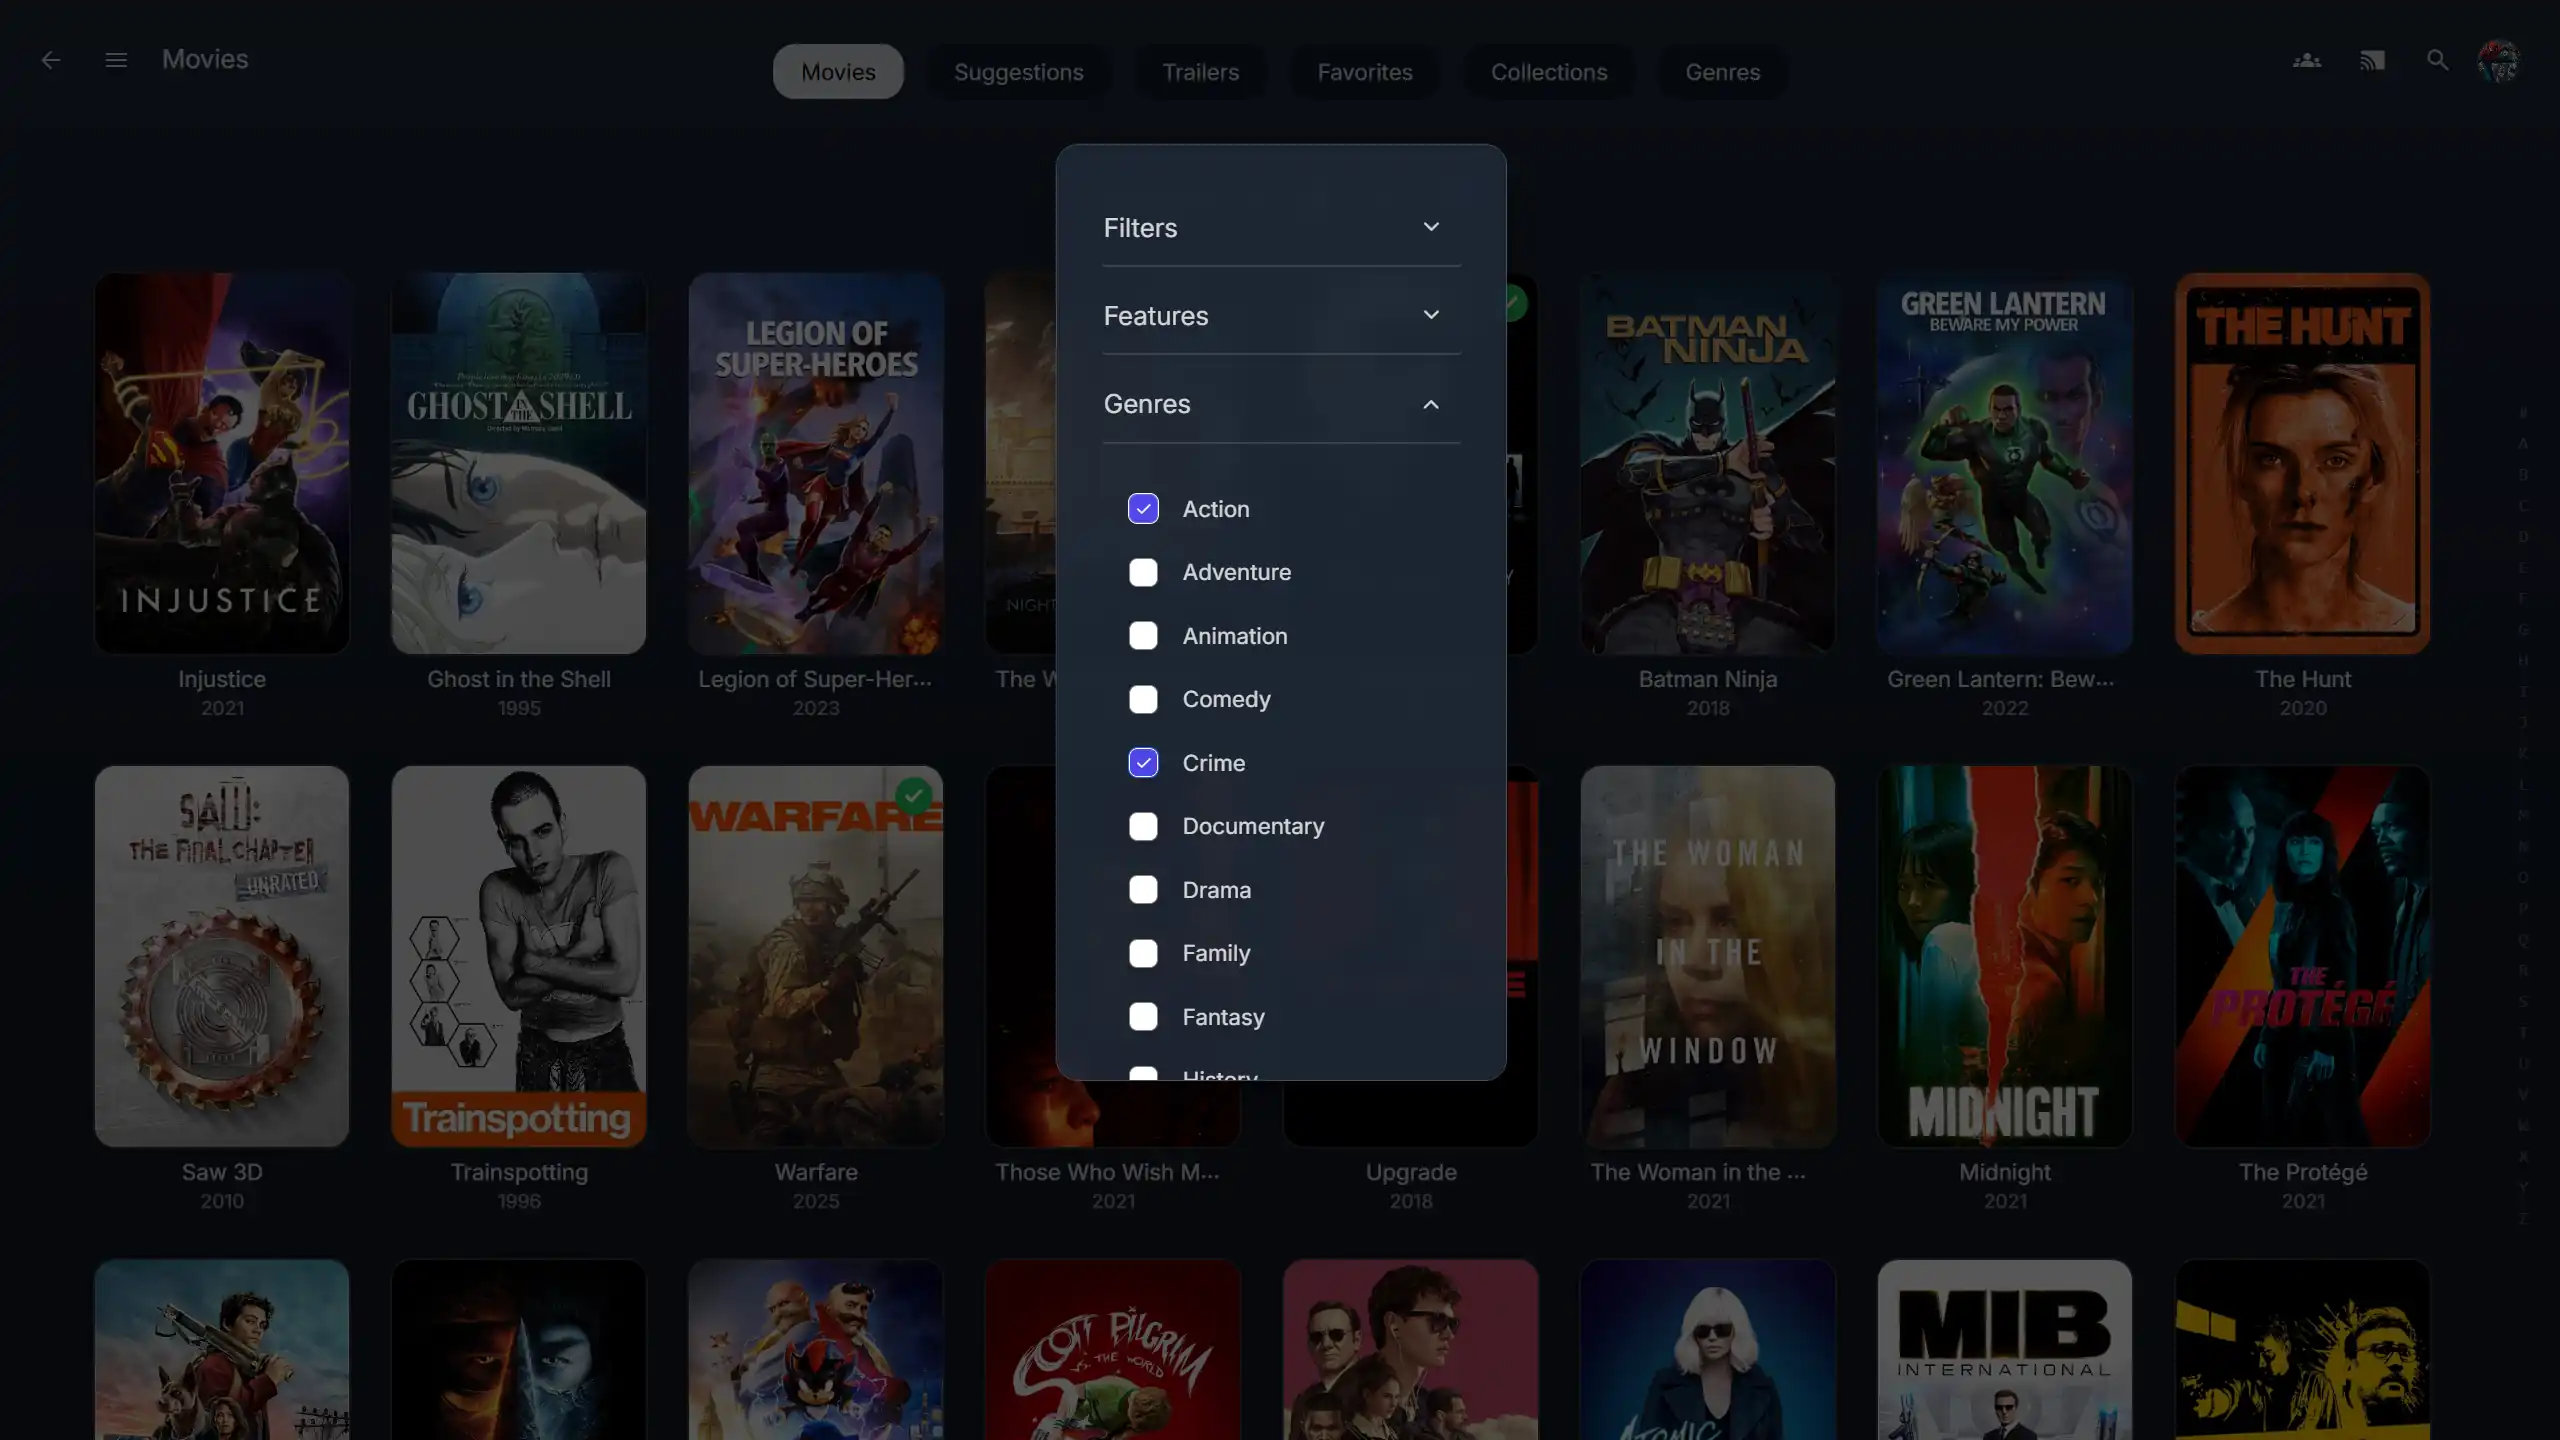 Movies
Movies
Suggestions
Trailers
Favorites
Collections
Genres
Filters
Features
Genres
Action
Adventure
Animation
Comedy
Crime
Documentary
Drama
Family
Fantasy
History
INJUSTICE
GHOST IN THE SHELL
LEGION OF
SUPER-HEROES
NIGHT
BATMAN
NINJA
GREEN LANTERN
BEWARE MY POWER
THE HUNT
Injustice
2021
Ghost in the Shell
1995
Legion of Super-Her...
2023
The W
Batman Ninja
2018
Green Lantern: Bew...
2022
The Hunt
2020
SAW:
THE FINAL CHAPTER
UNRATED
Trainspotting
WARFARE
THE WOMAN
IN THE
WINDOW
MIDNIGHT
THE
PROTÉGÉ
Saw 3D
2010
Trainspotting
1996
Warfare
2025
Those Who Wish M...
2021
Upgrade
2018
The Woman in the ...
2021
Midnight
2021
The Protégé
2021
SCOTT PILGRIM
VS. THE WORLD
ATOMIC
MIB
INTERNATIONAL
#
A
B
C
D
E
F
G
H
I
J
K
L
M
N
O
P
Q
R
S
T
U
V
W
X
Y
Z